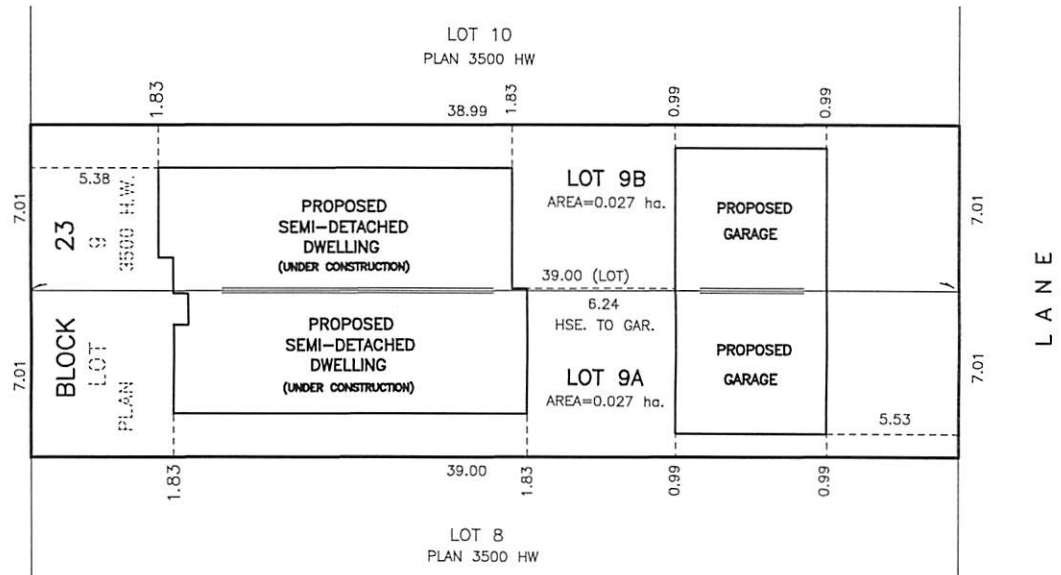 LOT 10
PLAN 3500 HW
1.83
38.99
1.83
0.99
0.99
5.38
7.01
23
9
3500 H.W.
PROPOSED
SEMI-DETACHED
DWELLING
(UNDER CONSTRUCTION)
LOT 9B
AREA=0.027 ha.
PROPOSED
GARAGE
7.01
39.00 (LOT)
6.24
HSE. TO GAR.
LANE
7.01
BLOCK
LOT
PLAN
PROPOSED
SEMI-DETACHED
DWELLING
(UNDER CONSTRUCTION)
LOT 9A
AREA=0.027 ha.
PROPOSED
GARAGE
7.01
5.53
1.83
39.00
1.83
0.99
0.99
LOT 8
PLAN 3500 HW